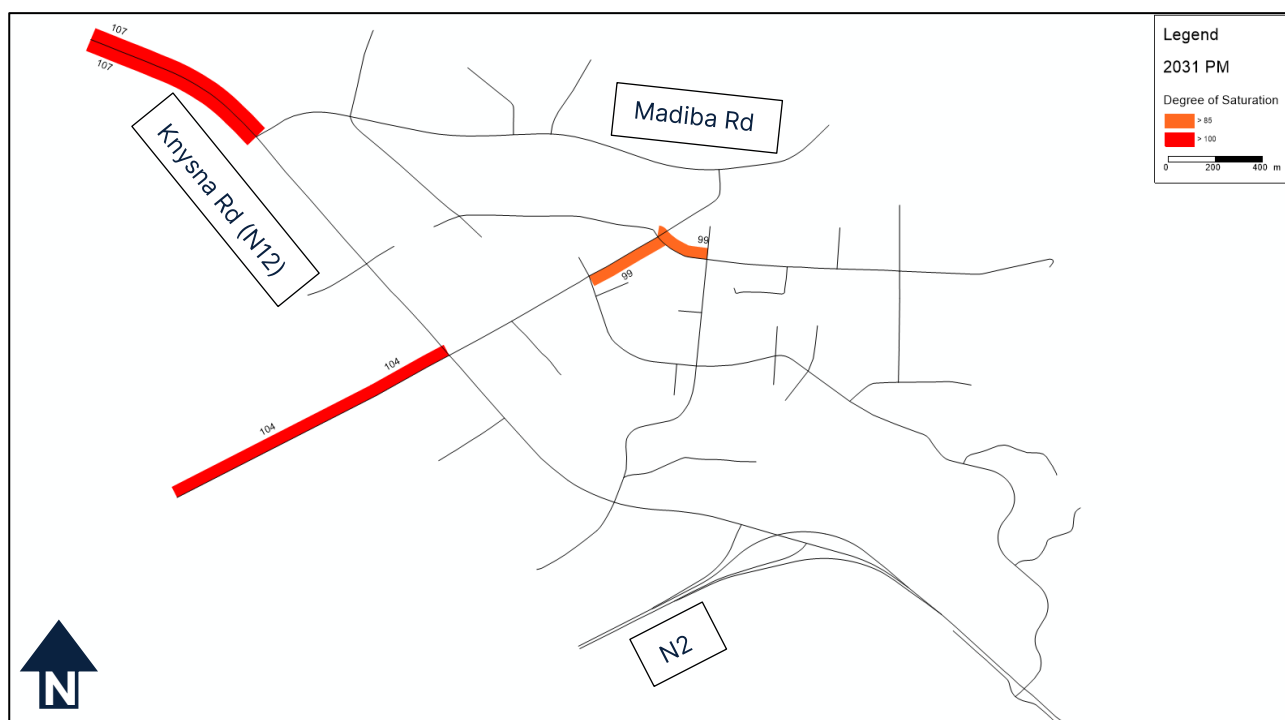 107
107
Knysna Rd (N12)
Madiba Rd
Legend
2031 PM
Degree of Saturation
> 85
> 100
0 200 400 m
99
99
104
104
N2
N